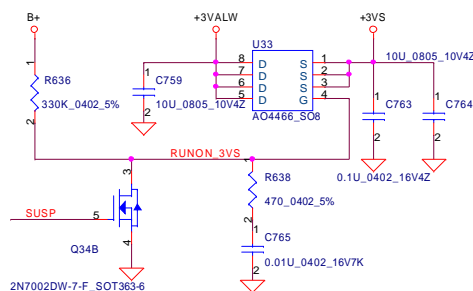 B+
+3VALW
+3VS
U33
8 D S 1
7 D S 2
6 D S 3
5 D G 4
AO4466_SO8
1
R636
330K_0402_5%
2
1
C759
10U_0805_10V4Z
2
10U_0805_10V4Z
1
C763
2
0.1U_0402_16V4Z
1
C764
2
RUNON_3VS
3
SUSP
5
4
Q34B
2N7002DW-7-F_SOT363-6
1
R638
470_0402_5%
2
1
C765
0.01U_0402_16V7K
2